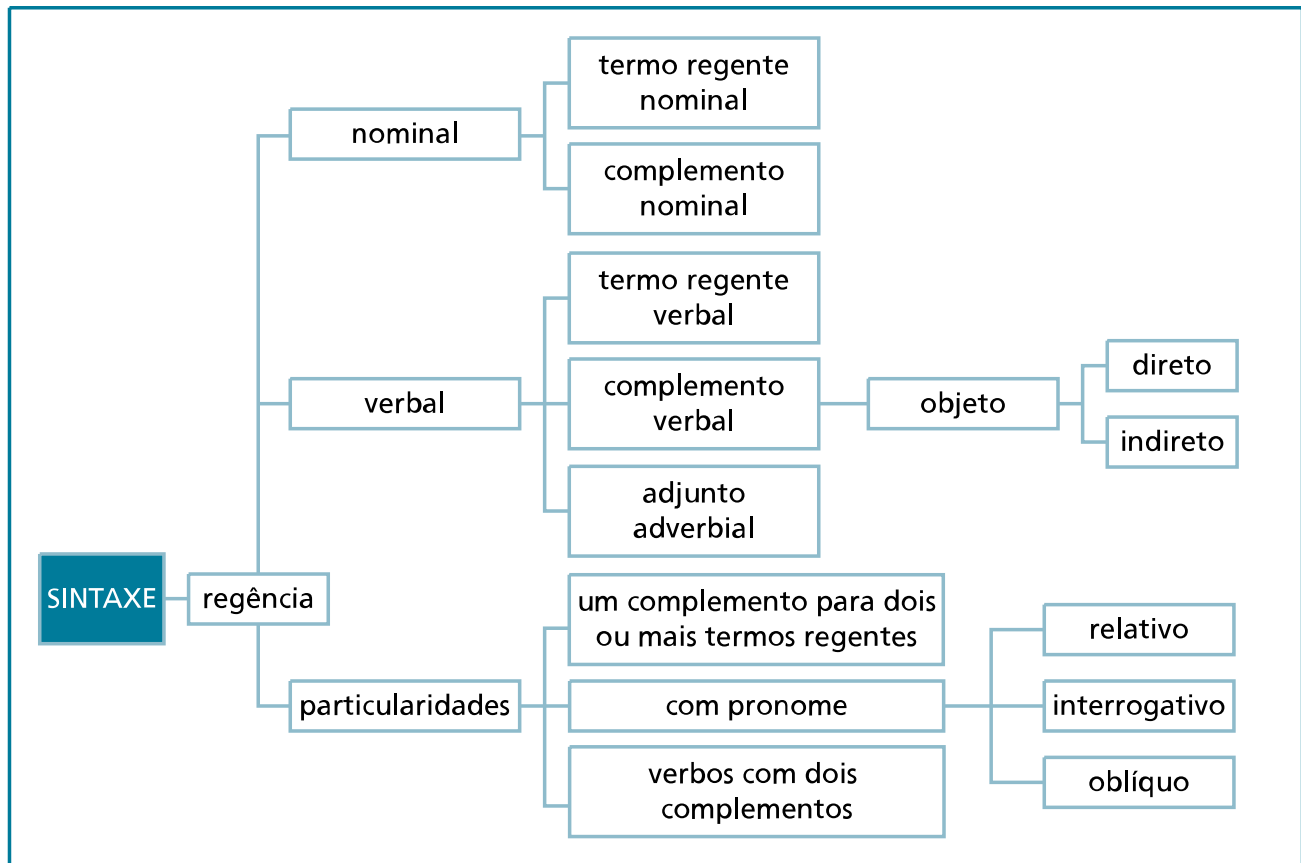 SINTAXE
regência
nominal
termo regente
nominal
complemento
nominal
verbal
termo regente
verbal
complemento
verbal
objeto
direto
indireto
adjunto
adverbial
particularidades
um complemento para dois
ou mais termos regentes
com pronome
relativo
interrogativo
oblíquo
verbos com dois
complementos